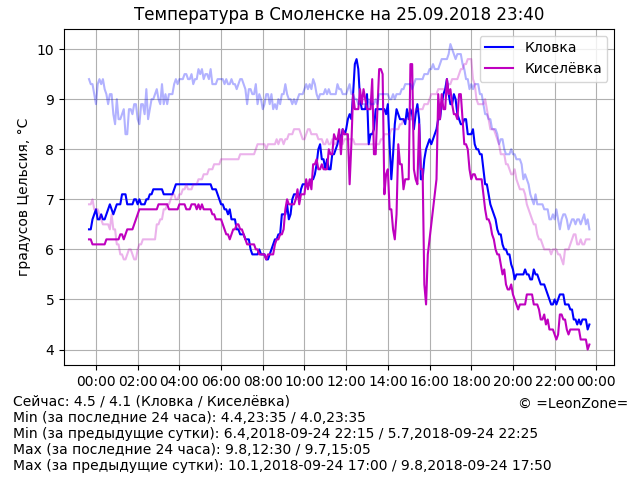 Температура в Смоленске на 25.09.2018 23:40
Кловка
Киселёвка
градусов Цельсия, °C
10
9
8
7
6
5
4
00:00 02:00 04:00 06:00 08:00 10:00 12:00 14:00 16:00 18:00 20:00 22:00 00:00
Сейчас: 4.5 / 4.1 (Кловка / Киселёвка)
© =LeonZone=
Min (за последние 24 часа): 4.4,23:35 / 4.0,23:35
Min (за предыдущие сутки): 6.4,2018-09-24 22:15 / 5.7,2018-09-24 22:25
Max (за последние 24 часа): 9.8,12:30 / 9.7,15:05
Max (за предыдущие сутки): 10.1,2018-09-24 17:00 / 9.8,2018-09-24 17:50